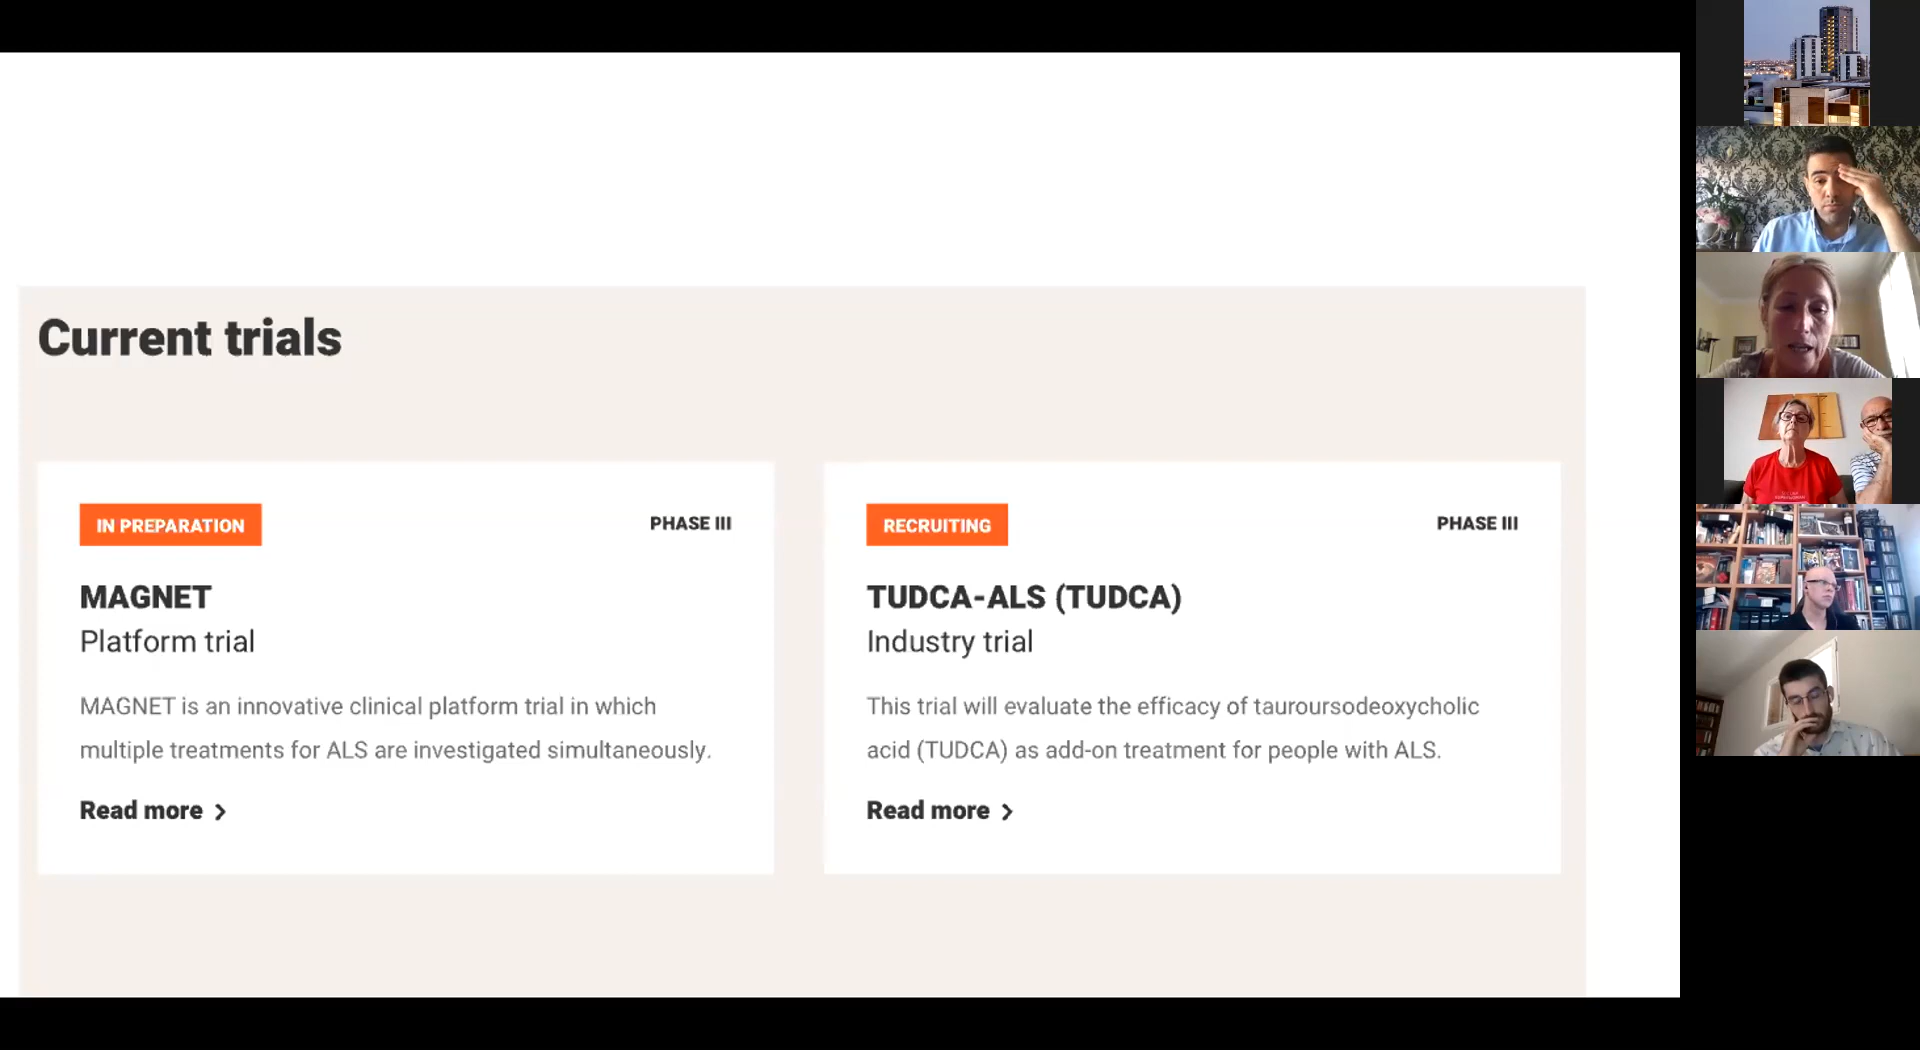 Current trials
IN PREPARATION
PHASE III
MAGNET
Platform trial
MAGNET is an innovative clinical platform trial in which
multiple treatments for ALS are investigated simultaneously.
Read more
RECRUITING
PHASE III
TUDCA-ALS (TUDCA)
Industry trial
This trial will evaluate the efficacy of tauroursodeoxycholic
acid (TUDCA) as add-on treatment for people with ALS.
Read more